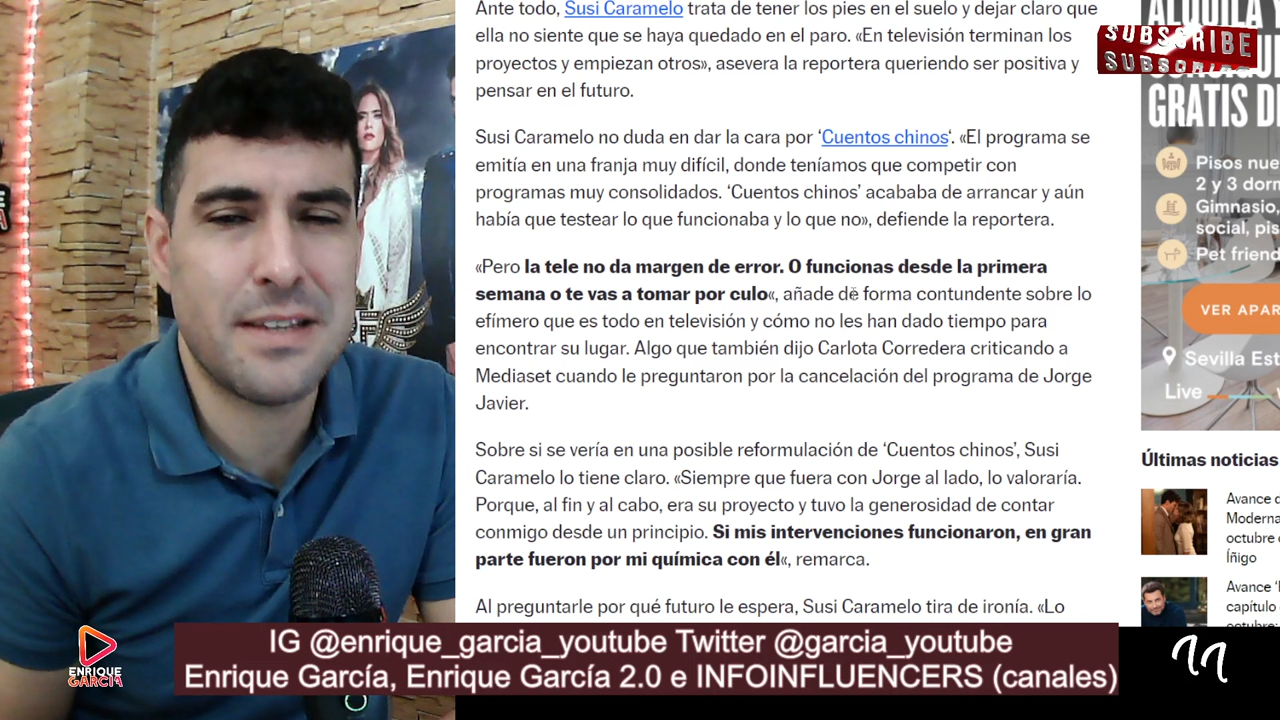 Ante todo, Susi Caramelo trata de tener los pies en el suelo y dejar claro que
ella no siente que se haya quedado en el paro. «En televisión terminan los
proyectos y empiezan otros», asevera la reportera queriendo ser positiva y
pensar en el futuro.
Susi Caramelo no duda en dar la cara por ‘Cuentos chinos‘. «El programa se
emitía en una franja muy difícil, donde teníamos que competir con
programas muy consolidados. ‘Cuentos chinos’ acababa de arrancar y aún
había que testear lo que funcionaba y lo que no», defiende la reportera.
«Pero la tele no da margen de error. O funcionas desde la primera
semana o te vas a tomar por culo«, añade de forma contundente sobre lo
efímero que es todo en televisión y cómo no les han dado tiempo para
encontrar su lugar. Algo que también dijo Carlota Corredera criticando a
Mediaset cuando le preguntaron por la cancelación del programa de Jorge
Javier.
Sobre si se vería en una posible reformulación de ‘Cuentos chinos’, Susi
Caramelo lo tiene claro. «Siempre que fuera con Jorge al lado, lo valoraría.
Porque, al fin y al cabo, era su proyecto y tuvo la generosidad de contar
conmigo desde un principio. Si mis intervenciones funcionaron, en gran
parte fueron por mi química con él«, remarca.
Al preguntarle por qué futuro le espera, Susi Caramelo tira de ironía. «Lo
SUBSCRIBE
SUBSCRIBE
ALQUILA Y
GRATIS D
Pisos nue
2 y 3 dorm
Gimnasio,
social, pis
Pet friend
VER APAR
Sevilla Est
Live
Últimas noticias
Avance d
Moderna
octubre
Íñigo
Avance ‘
capítulo
octubre:
IG @enrique_garcia_youtube Twitter @garcia_youtube
Enrique García, Enrique García 2.0 e INFOINFLUENCERS (canales)
ENRIQUE
GARCÍA